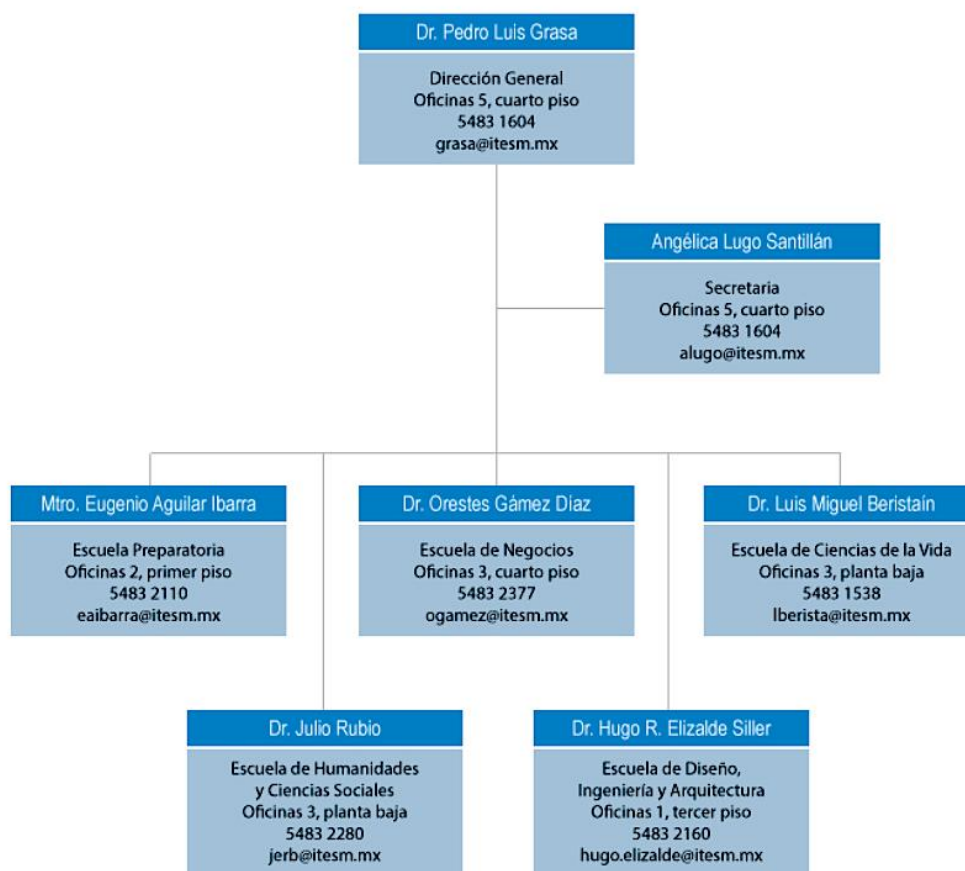 Dr. Pedro Luis Grasa
Dirección General
Oficinas 5, cuarto piso
5483 1604
grasa@itesm.mx
Angélica Lugo Santillán
Secretaria
Oficinas 5, cuarto piso
5483 1604
alugo@itesm.mx
Mtro. Eugenio Aguilar Ibarra
Escuela Preparatoria
Oficinas 2, primer piso
5483 2110
eaibarra@itesm.mx
Dr. Orestes Gámez Díaz
Escuela de Negocios
Oficinas 3, cuarto piso
5483 2377
ogamez@itesm.mx
Dr. Luis Miguel Beristaín
Escuela de Ciencias de la Vida
Oficinas 3, planta baja
5483 1538
lberista@itesm.mx
Dr. Julio Rubio
Escuela de Humanidades
y Ciencias Sociales
Oficinas 3, planta baja
5483 2280
jerb@itesm.mx
Dr. Hugo R. Elizalde Siller
Escuela de Diseño,
Ingeniería y Arquitectura
Oficinas 1, tercer piso
5483 2160
hugo.elizalde@itesm.mx